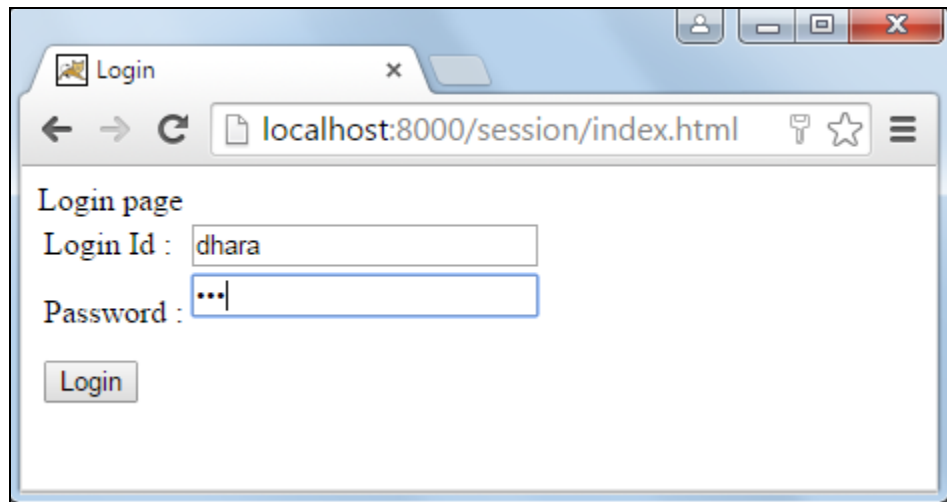 Login
localhost:8000/session/index.html
Login page
Login Id : dhara
Password : •••
Login